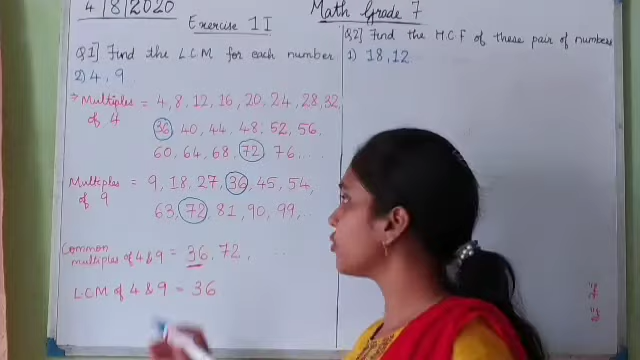 4/8/2020
Exercise 1I
Math Grade 7
Q1] Find the LCM for each number
2) 4, 9
⇒ Multiples of 4 = 4, 8, 12, 16, 20, 24, 28, 32,
36, 40, 44, 48, 52, 56,
60, 64, 68, 72, 76, ....
Multiples of 9 = 9, 18, 27, 36, 45, 54,
63, 72, 81, 90, 99, ..
Common multiples of 4 & 9 = 36, 72, ..
LCM of 4 & 9 = 36
Q2] Find the H.C.F of these pair of numbers
1) 18, 12